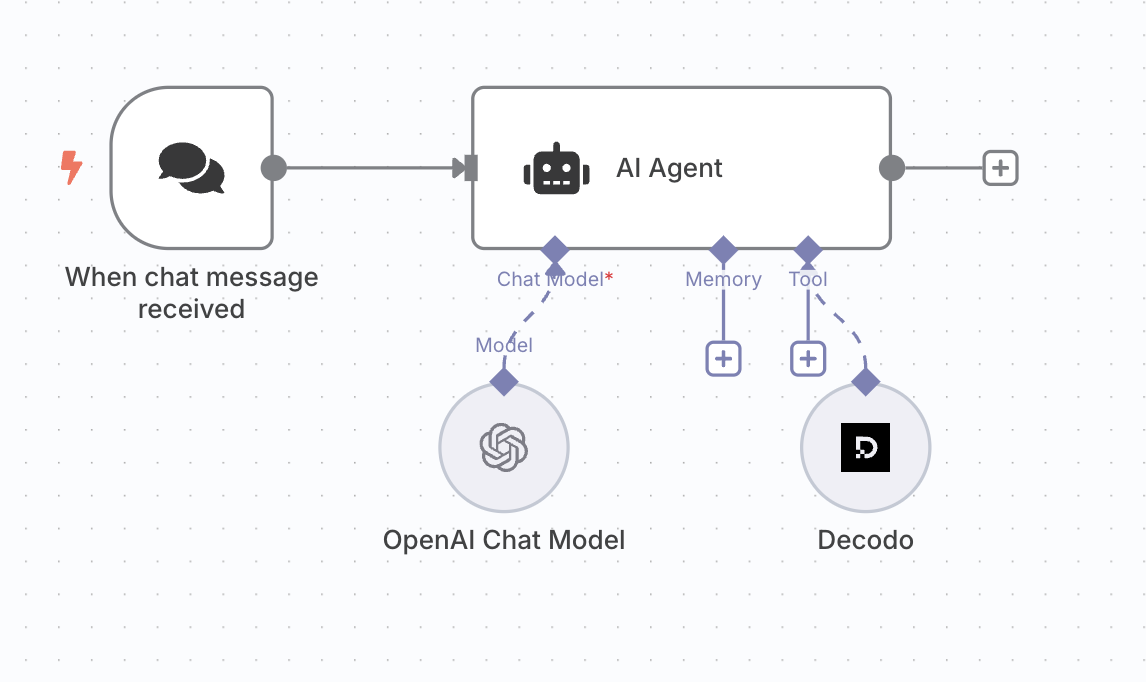 AI Agent
When chat message
received
Chat Model*
Memory
Tool
Model
OpenAI Chat Model
Decodo